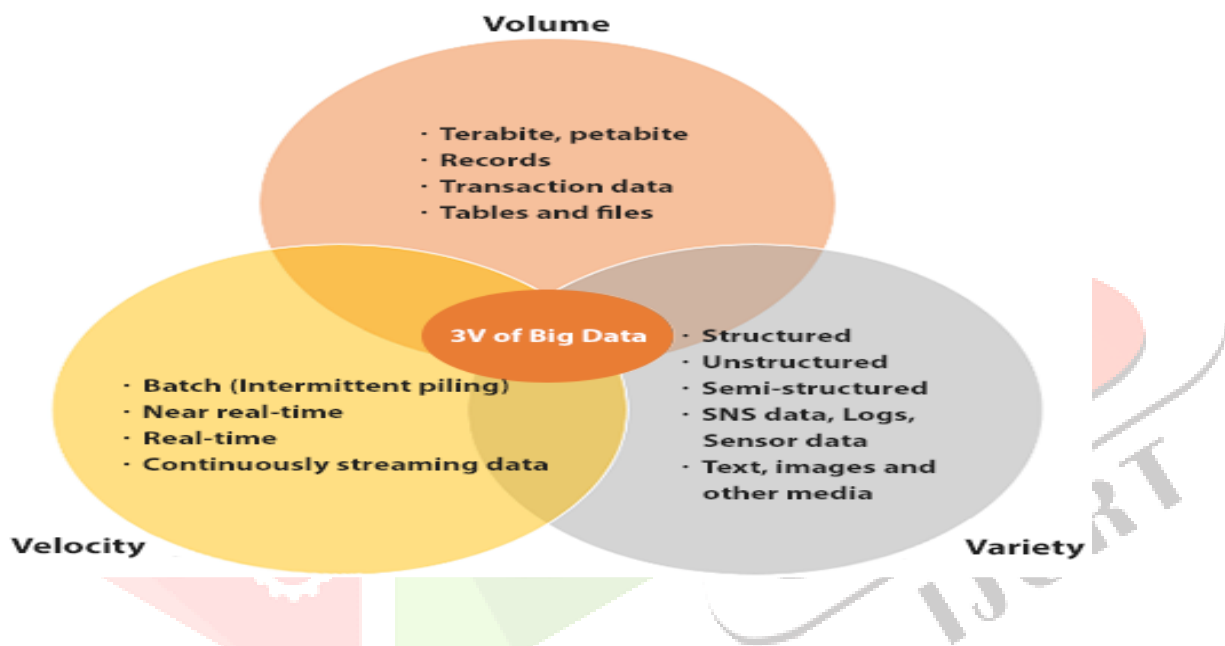 Volume
· Terabite, petabite
· Records
· Transaction data
· Tables and files
3V of Big Data
· Batch (Intermittent piling)
· Near real-time
· Real-time
· Continuously streaming data
· Structured
· Unstructured
· Semi-structured
· SNS data, Logs,
Sensor data
· Text, images and
other media
Velocity
Variety